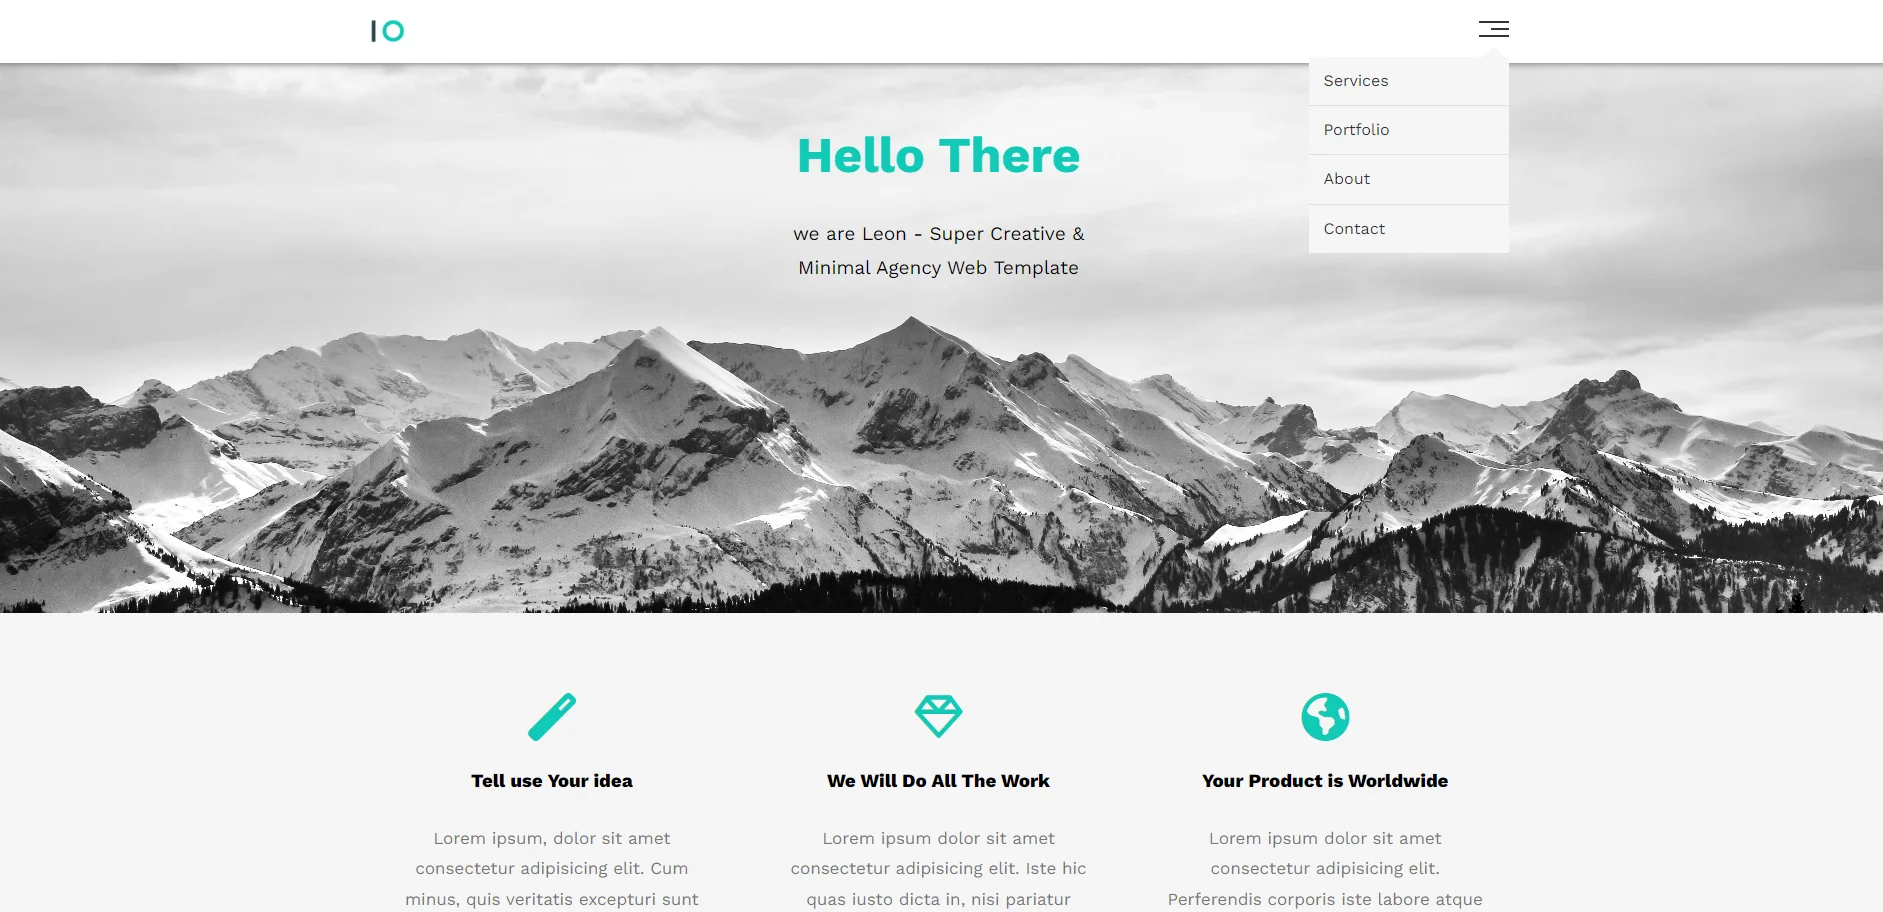 IO
Services
Portfolio
About
Contact
Hello There
we are Leon - Super Creative &
Minimal Agency Web Template
Tell use Your idea
Lorem ipsum, dolor sit amet
consectetur adipisicing elit. Cum
minus, quis veritatis excepturi sunt
We Will Do All The Work
Lorem ipsum dolor sit amet
consectetur adipisicing elit. Iste hic
quas iusto dicta in, nisi pariatur
Your Product is Worldwide
Lorem ipsum dolor sit amet
consectetur adipisicing elit.
Perferendis corporis iste labore atque